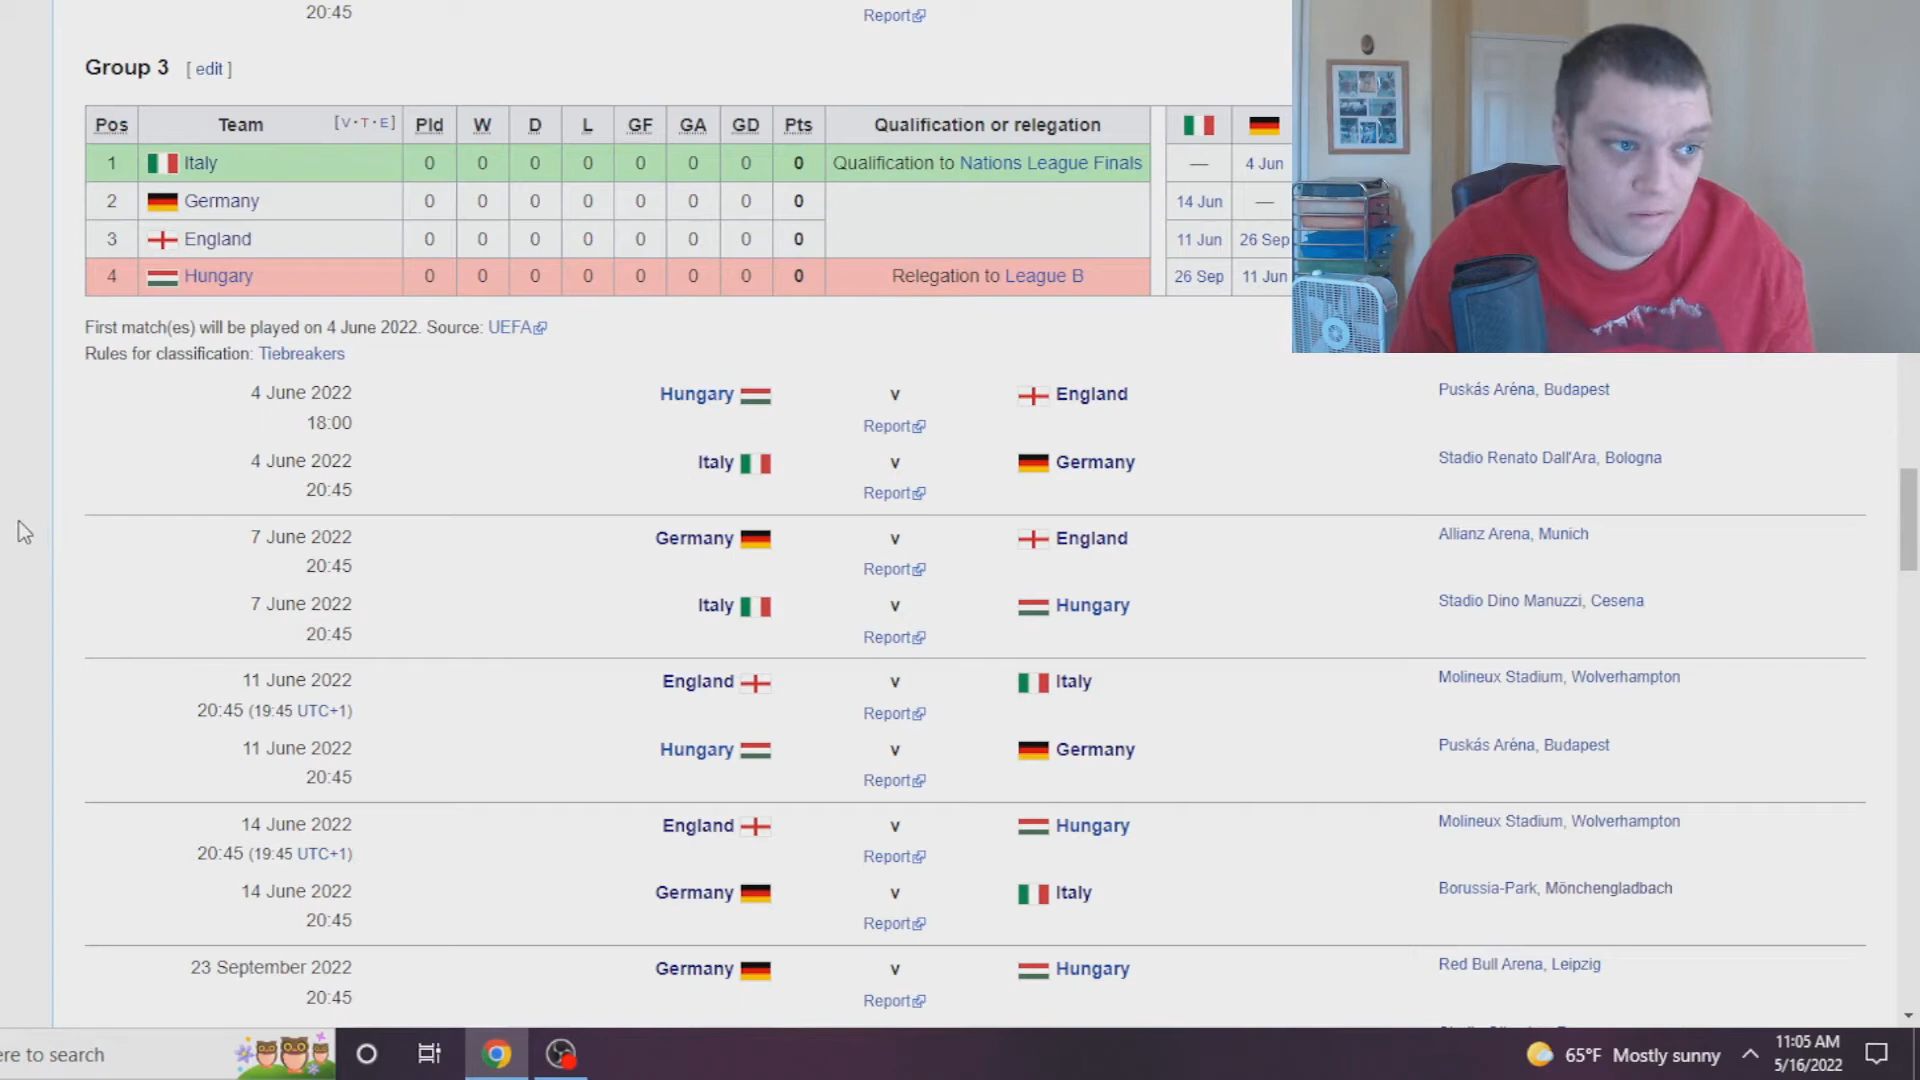 20:45
Report
Group 3 [ edit ]
Pos Team [V·T·E] Pld W D L GF GA GD Pts Qualification or relegation
1 Italy 0 0 0 0 0 0 0 0 Qualification to Nations League Finals — 4 Jun
2 Germany 0 0 0 0 0 0 0 0 14 Jun —
3 England 0 0 0 0 0 0 0 0 11 Jun 26 Sep
4 Hungary 0 0 0 0 0 0 0 0 Relegation to League B 26 Sep 11 Jun
First match(es) will be played on 4 June 2022. Source: UEFA
Rules for classification: Tiebreakers
4 June 2022 Hungary v England Puskás Aréna, Budapest
18:00 Report
4 June 2022 Italy v Germany Stadio Renato Dall'Ara, Bologna
20:45 Report
7 June 2022 Germany v England Allianz Arena, Munich
20:45 Report
7 June 2022 Italy v Hungary Stadio Dino Manuzzi, Cesena
20:45 Report
11 June 2022 England v Italy Molineux Stadium, Wolverhampton
20:45 (19:45 UTC+1) Report
11 June 2022 Hungary v Germany Puskás Aréna, Budapest
20:45 Report
14 June 2022 England v Hungary Molineux Stadium, Wolverhampton
20:45 (19:45 UTC+1) Report
14 June 2022 Germany v Italy Borussia-Park, Mönchengladbach
20:45 Report
23 September 2022 Germany v Hungary Red Bull Arena, Leipzig
20:45 Report
ere to search 65°F Mostly sunny 11:05 AM
5/16/2022